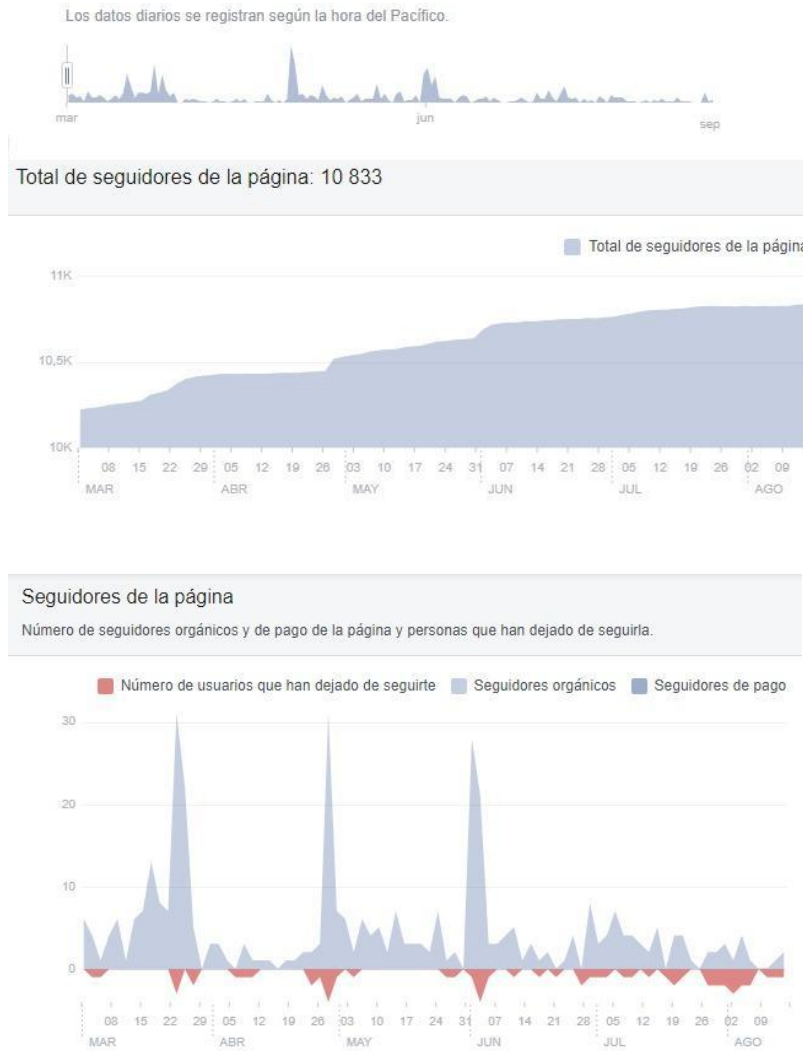 Los datos diarios se registran según la hora del Pacífico.
mar jun sep
Total de seguidores de la página: 10 833
Total de seguidores de la página
11K
10,5K
10K
08 15 22 29 05 12 19 26 03 10 17 24 31 07 14 21 28 05 12 19 26 02 09
MAR ABR MAY JUN JUL AGO
Seguidores de la página
Número de seguidores orgánicos y de pago de la página y personas que han dejado de seguirla.
Número de usuarios que han dejado de seguirte Seguidores orgánicos Seguidores de pago
30
20
10
0
08 15 22 29 05 12 19 26 03 10 17 24 31 07 14 21 28 05 12 19 26 02 09
MAR ABR MAY JUN JUL AGO